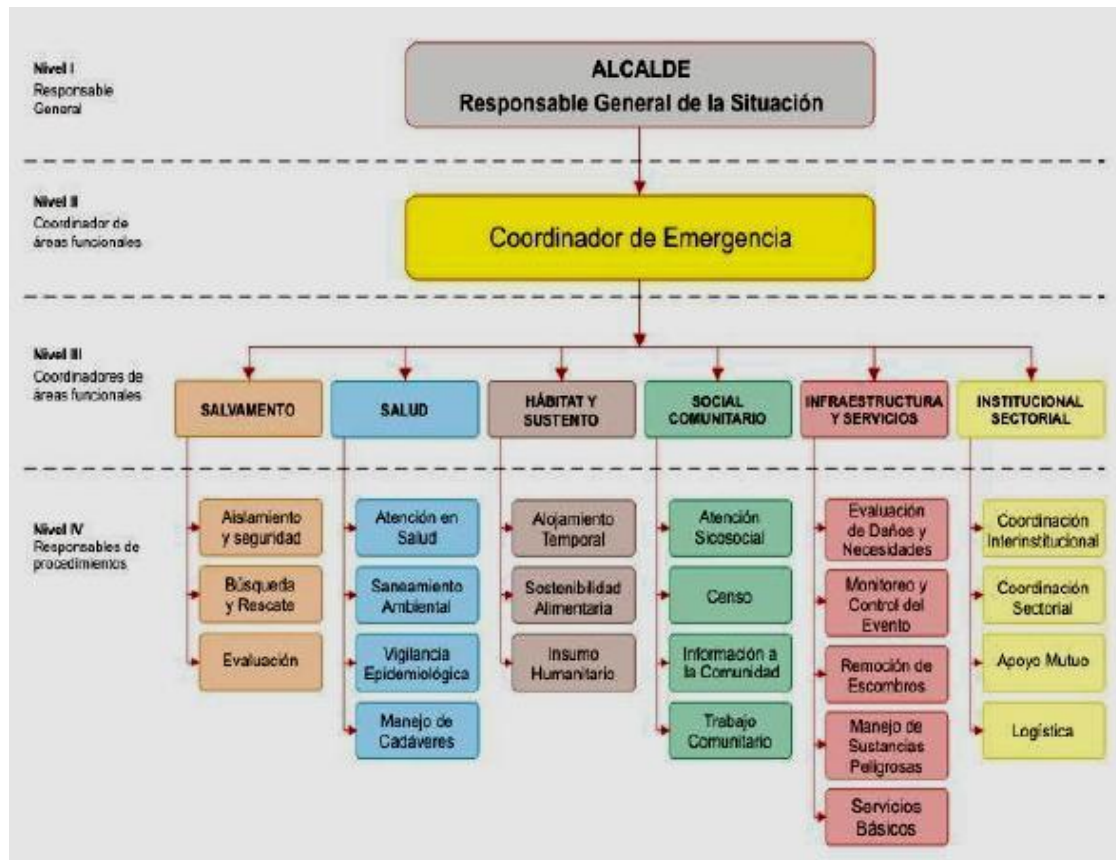 Nivel I
Responsable
General
ALCALDE
Responsable General de la Situación
Nivel II
Coordinador de
áreas funcionales
Coordinador de Emergencia
Nivel III
Coordinadores de
áreas funcionales
SALVAMENTO
SALUD
HÁBITAT Y
SUSTENTO
SOCIAL
COMUNITARIO
INFRAESTRUCTURA
Y SERVICIOS
INSTITUCIONAL
SECTORIAL
Nivel IV
Responsables de
procedimientos
Aislamiento
y seguridad
Búsqueda
y Rescate
Evaluación
Atención en
Salud
Saneamiento
Ambiental
Vigilancia
Epidemiológica
Manejo de
Cadáveres
Alojamiento
Temporal
Sostenibilidad
Alimentaria
Insumo
Humanitario
Atención
Sicosocial
Censo
Información a
la Comunidad
Trabajo
Comunitario
Evaluación
de Daños y
Necesidades
Monitoreo y
Control del
Evento
Remoción de
Escombros
Manejo de
Sustancias
Peligrosas
Servicios
Básicos
Coordinación
Interinstitucional
Coordinación
Sectorial
Apoyo Mutuo
Logística